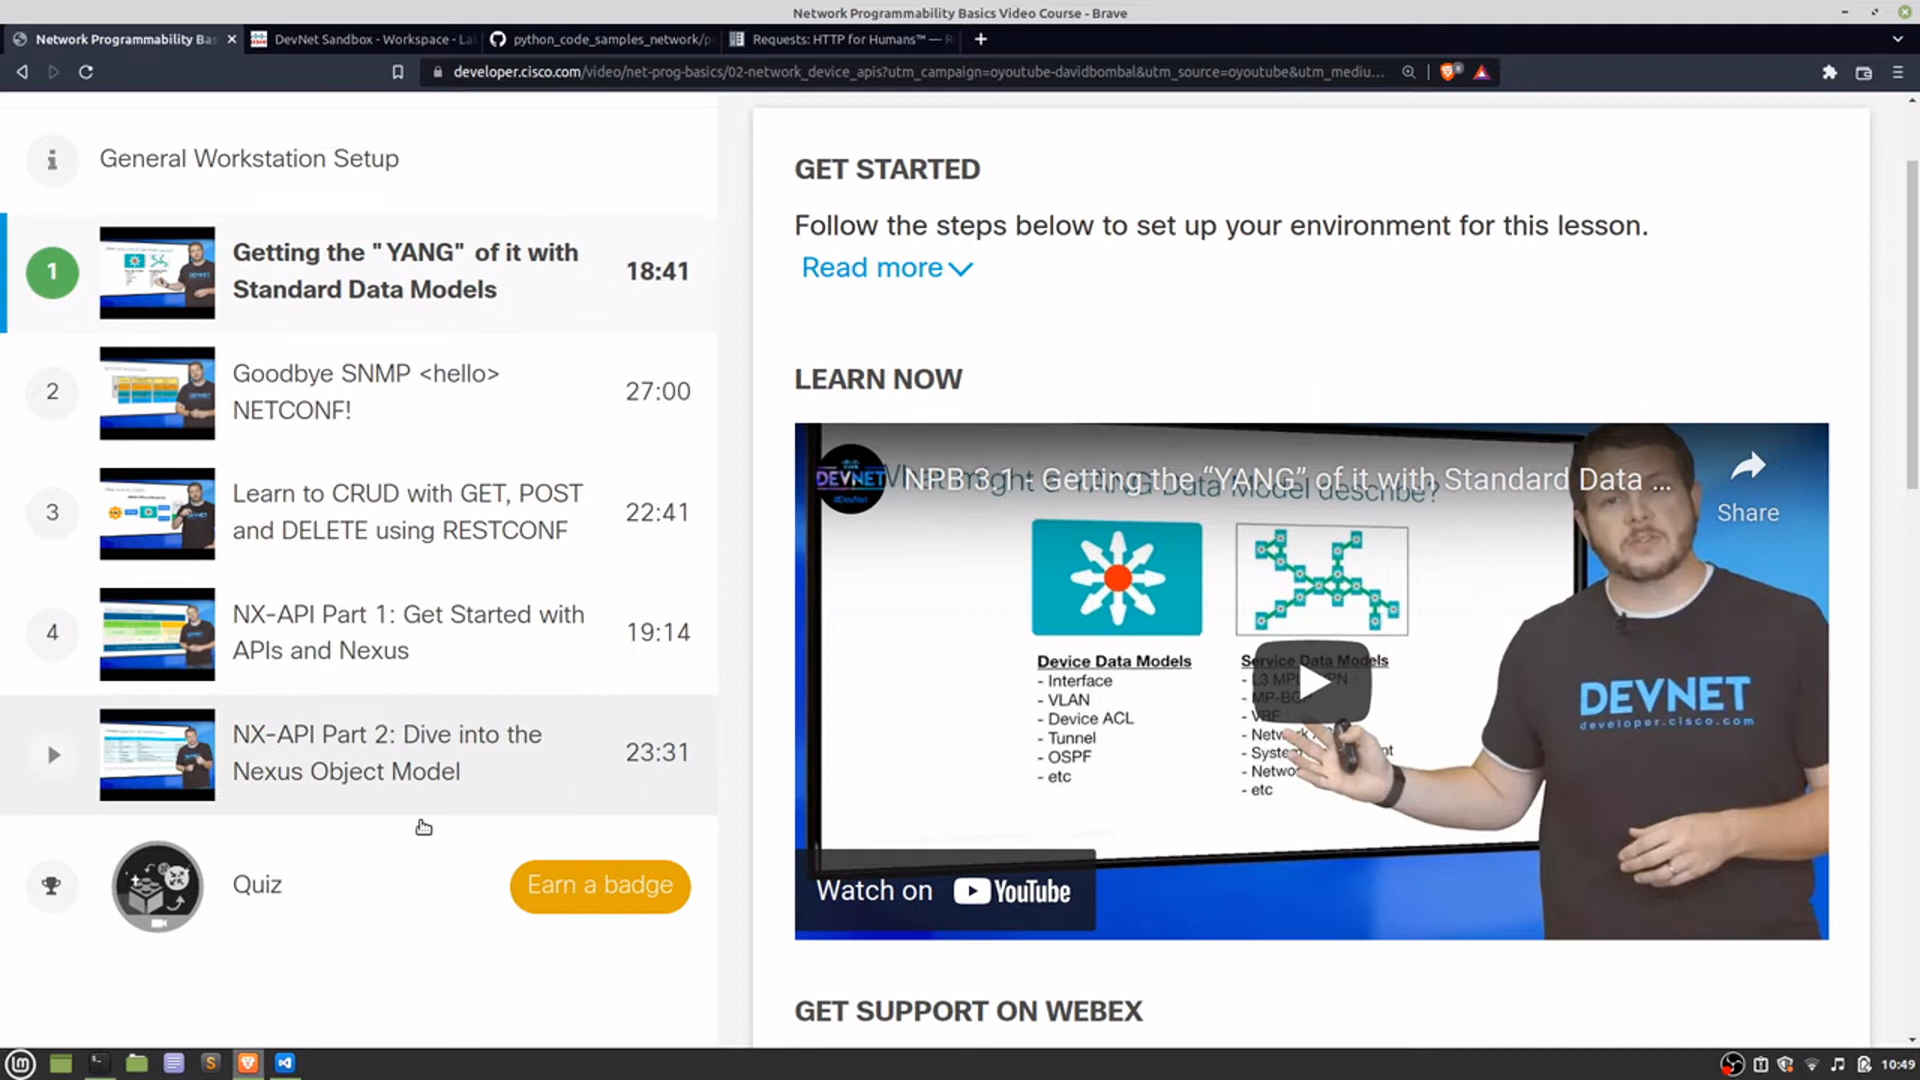 Network Programmability Basics Video Course - Brave
Network Programmability Ba
DevNet Sandbox - Workspace - La
python_code_samples_network/p
Requests: HTTP for Humans™ — R
developer.cisco.com/video/net-prog-basics/02-network_device_apis?utm_campaign=oyoutube-davidbombal&utm_source=oyoutube&utm_mediu...
General Workstation Setup
1
Getting the "YANG" of it with
Standard Data Models
18:41
2
Goodbye SNMP <hello>
NETCONF!
27:00
3
Learn to CRUD with GET, POST
and DELETE using RESTCONF
22:41
4
NX-API Part 1: Get Started with
APIs and Nexus
19:14
NX-API Part 2: Dive into the
Nexus Object Model
23:31
Quiz
Earn a badge
GET STARTED
Follow the steps below to set up your environment for this lesson.
Read more
LEARN NOW
DEVNET
NPB 3.1 - Getting the “YANG” of it with Standard Data ...
What might a YANG Data Model describe?
Share
Device Data Models
- Interface
- VLAN
- Device ACL
- Tunnel
- OSPF
- etc
Service Data Models
- etc
DEVNET
developer.cisco.com
Watch on YouTube
GET SUPPORT ON WEBEX
10:49